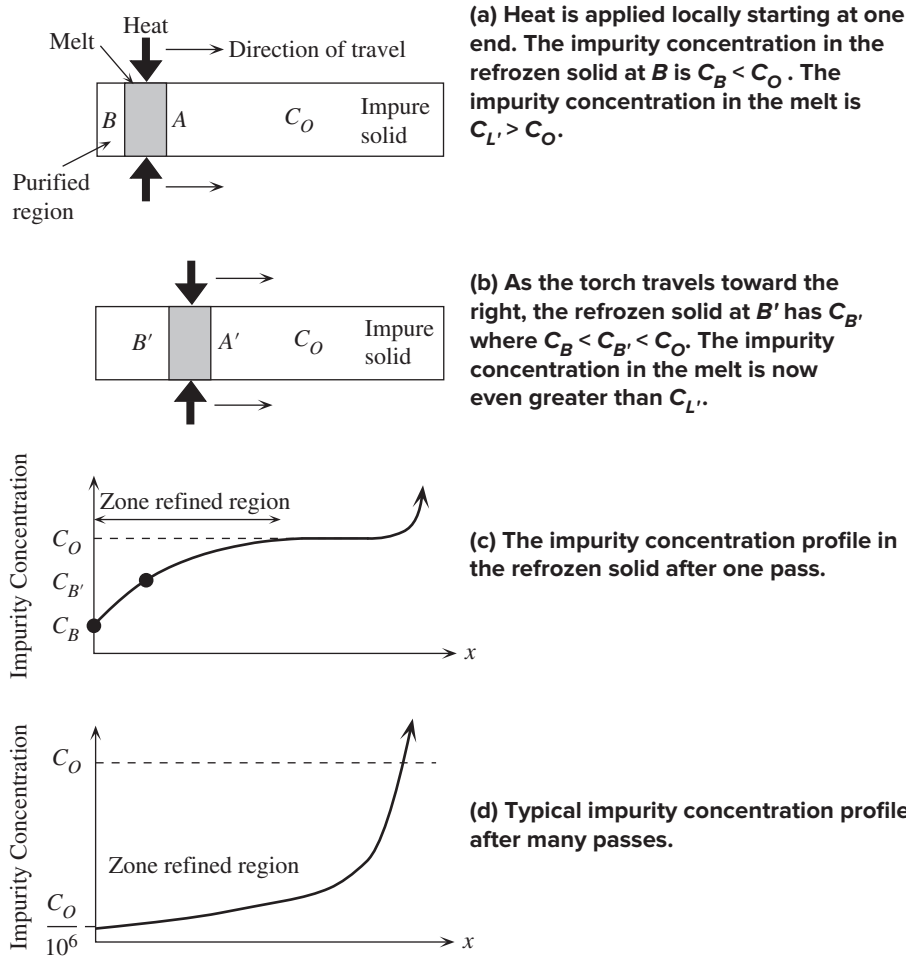 Heat
Melt
Direction of travel
B
A
C_O
Impure
solid
Purified
region
(a) Heat is applied locally starting at one
end. The impurity concentration in the
refrozen solid at B is C_B < C_O . The
impurity concentration in the melt is
C_L′ > C_O.
B′
A′
C_O
Impure
solid
(b) As the torch travels toward the
right, the refrozen solid at B′ has C_B′
where C_B < C_B′ < C_O. The impurity
concentration in the melt is now
even greater than C_L′.
Impurity Concentration
Zone refined region
C_O
C_B′
C_B
x
(c) The impurity concentration profile in
the refrozen solid after one pass.
Impurity Concentration
C_O
Zone refined region
C_O
10⁶
x
(d) Typical impurity concentration profile
after many passes.